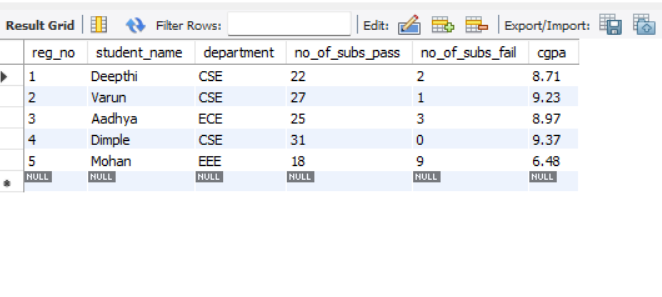 Result Grid Filter Rows: Edit: Export/Import:
reg_no student_name department no_of_subs_pass no_of_subs_fail cgpa
1 Deepthi CSE 22 2 8.71
2 Varun CSE 27 1 9.23
3 Aadhya ECE 25 3 8.97
4 Dimple CSE 31 0 9.37
5 Mohan EEE 18 9 6.48
NULL NULL NULL NULL NULL NULL